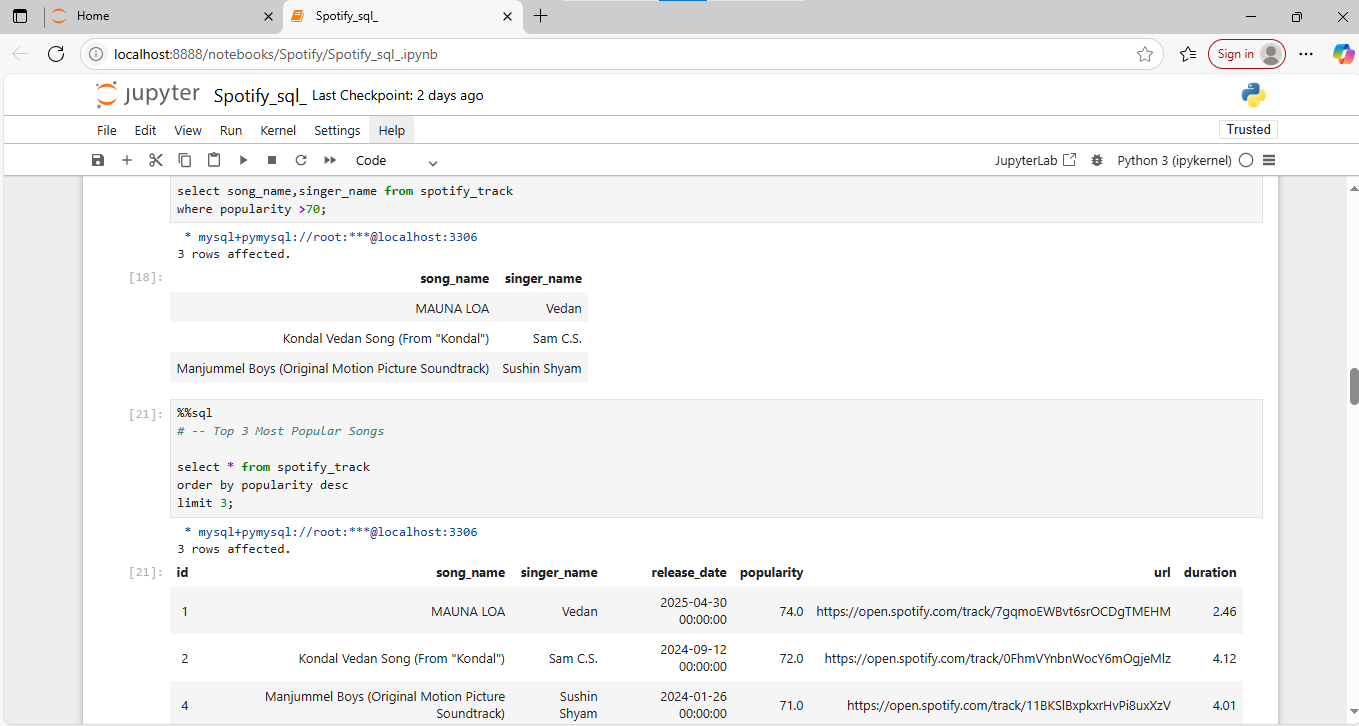 Home
Spotify_sql_
localhost:8888/notebooks/Spotify/Spotify_sql_.ipynb
Sign in
jupyter Spotify_sql_ Last Checkpoint: 2 days ago
File Edit View Run Kernel Settings Help
Trusted
Code
JupyterLab
Python 3 (ipykernel)
select song_name,singer_name from spotify_track
where popularity >70;
* mysql+pymysql://root:***@localhost:3306
3 rows affected.
[18]:
song_name singer_name
MAUNA LOA Vedan
Kondal Vedan Song (From "Kondal") Sam C.S.
Manjummel Boys (Original Motion Picture Soundtrack) Sushin Shyam
[21]:
%%sql
# -- Top 3 Most Popular Songs
select * from spotify_track
order by popularity desc
limit 3;
* mysql+pymysql://root:***@localhost:3306
3 rows affected.
[21]:
id song_name singer_name release_date popularity url duration
1 MAUNA LOA Vedan 2025-04-30 00:00:00 74.0 https://open.spotify.com/track/7gqmoEWBvt6srOCDgTMEHM 2.46
2 Kondal Vedan Song (From "Kondal") Sam C.S. 2024-09-12 00:00:00 72.0 https://open.spotify.com/track/0FhmVYnbnWocY6mOgjeMlz 4.12
4 Manjummel Boys (Original Motion Picture Soundtrack) Sushin Shyam 2024-01-26 00:00:00 71.0 https://open.spotify.com/track/11BKSlBxpkxrHvPi8uxXzV 4.01